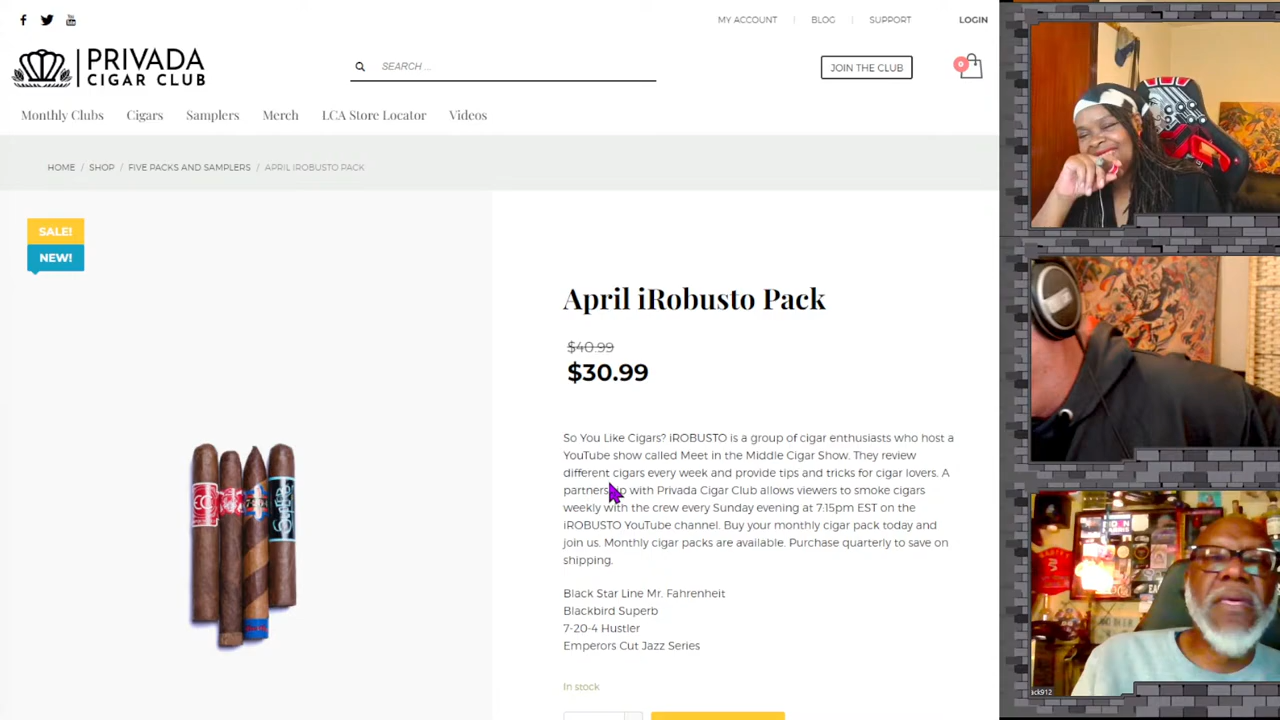 MY ACCOUNT
BLOG
SUPPORT
LOGIN
PRIVADA
CIGAR CLUB
SEARCH ...
JOIN THE CLUB
0
Monthly Clubs
Cigars
Samplers
Merch
LCA Store Locator
Videos
HOME / SHOP / FIVE PACKS AND SAMPLERS / APRIL IROBUSTO PACK
SALE!
NEW!
April iRobusto Pack
$40.99
$30.99
So You Like Cigars? iROBUSTO is a group of cigar enthusiasts who host a
YouTube show called Meet in the Middle Cigar Show. They review
different cigars every week and provide tips and tricks for cigar lovers. A
partnership with Privada Cigar Club allows viewers to smoke cigars
weekly with the crew every Sunday evening at 7:15pm EST on the
iROBUSTO YouTube channel. Buy your monthly cigar pack today and
join us. Monthly cigar packs are available. Purchase quarterly to save on
shipping.
Black Star Line Mr. Fahrenheit
Blackbird Superb
7-20-4 Hustler
Emperors Cut Jazz Series
In stock
ack912